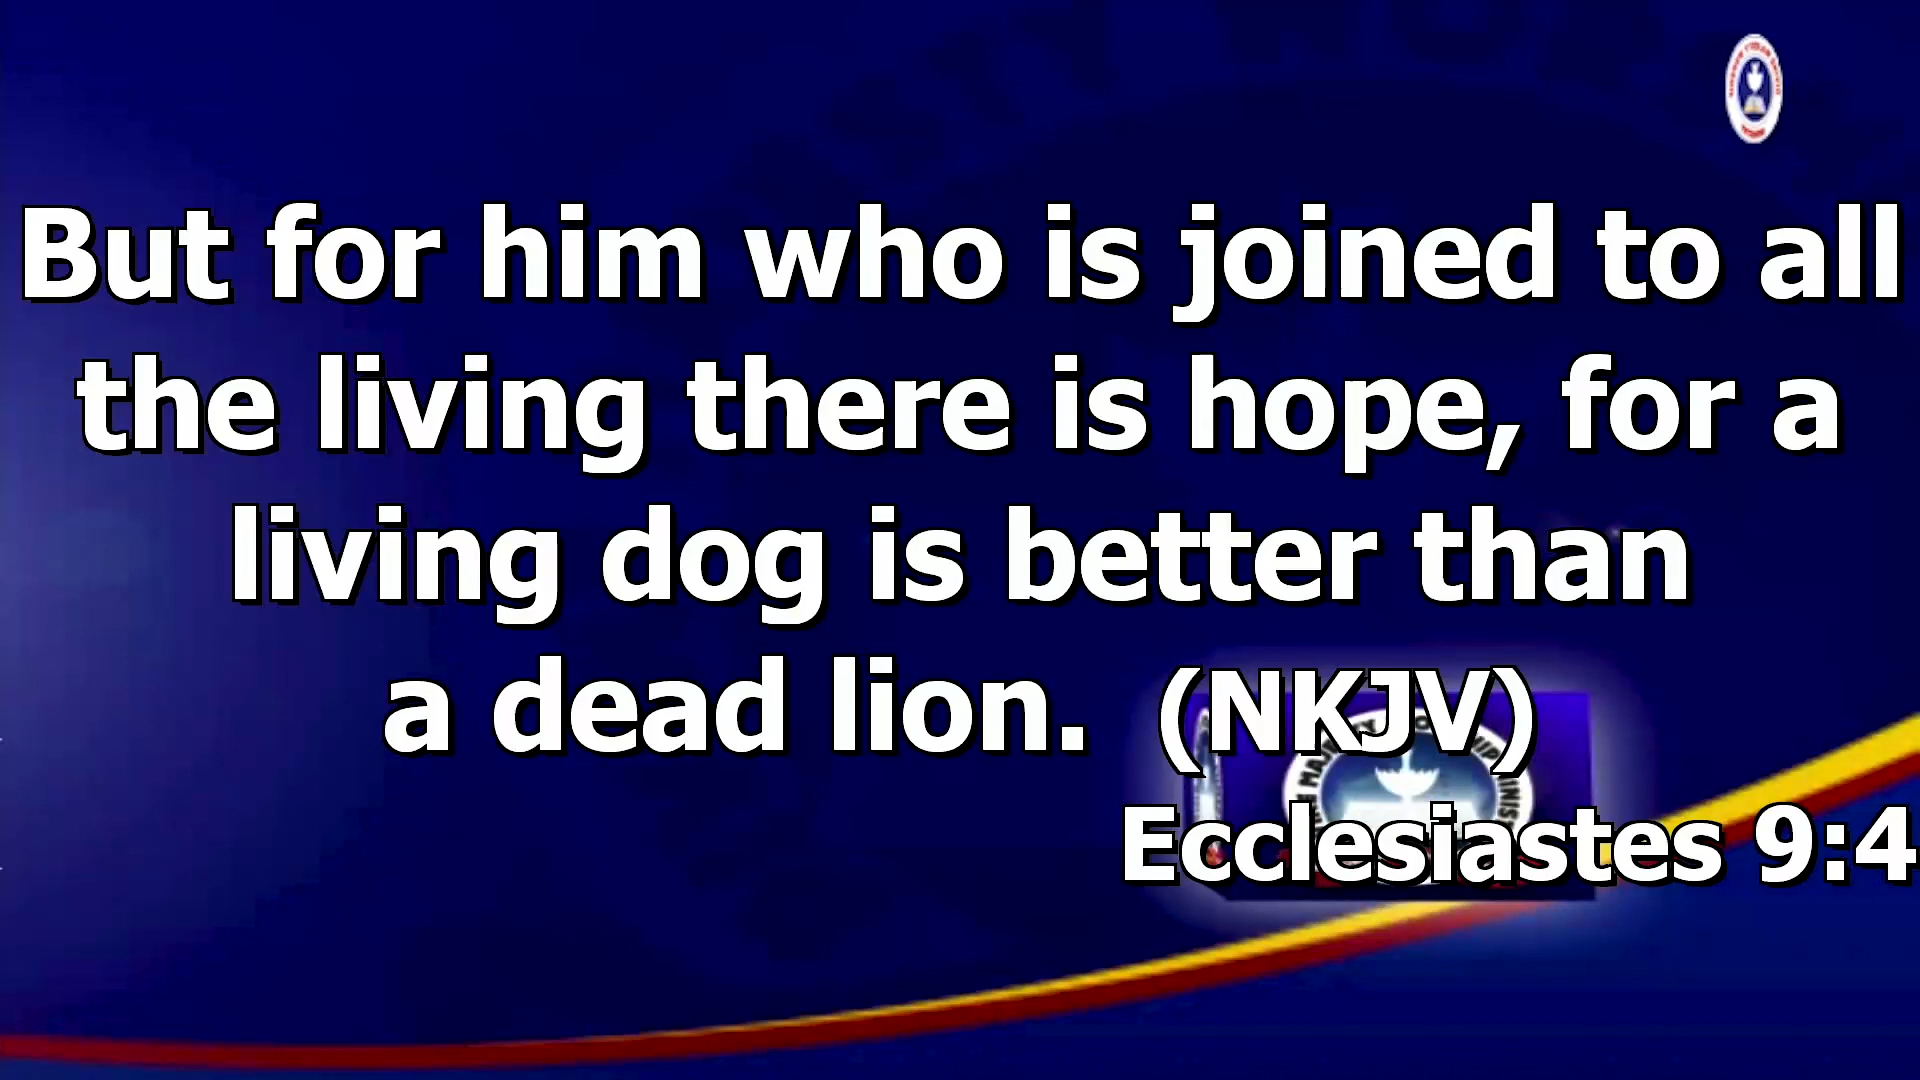 But for him who is joined to all
the living there is hope, for a
living dog is better than
a dead lion. (NKJV)
Ecclesiastes 9:4